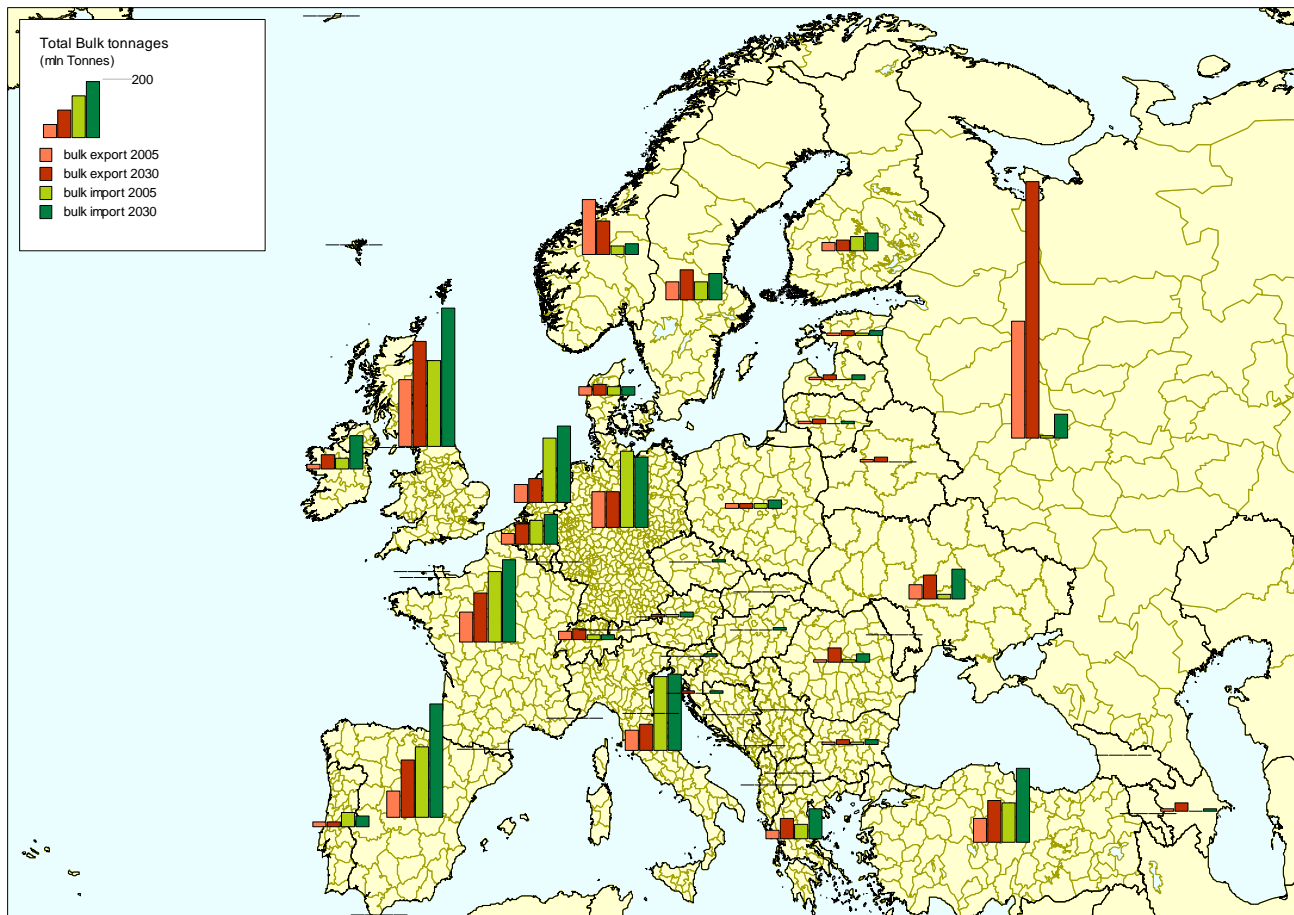 Total Bulk tonnages
(mln Tonnes)
200
bulk export 2005
bulk export 2030
bulk import 2005
bulk import 2030